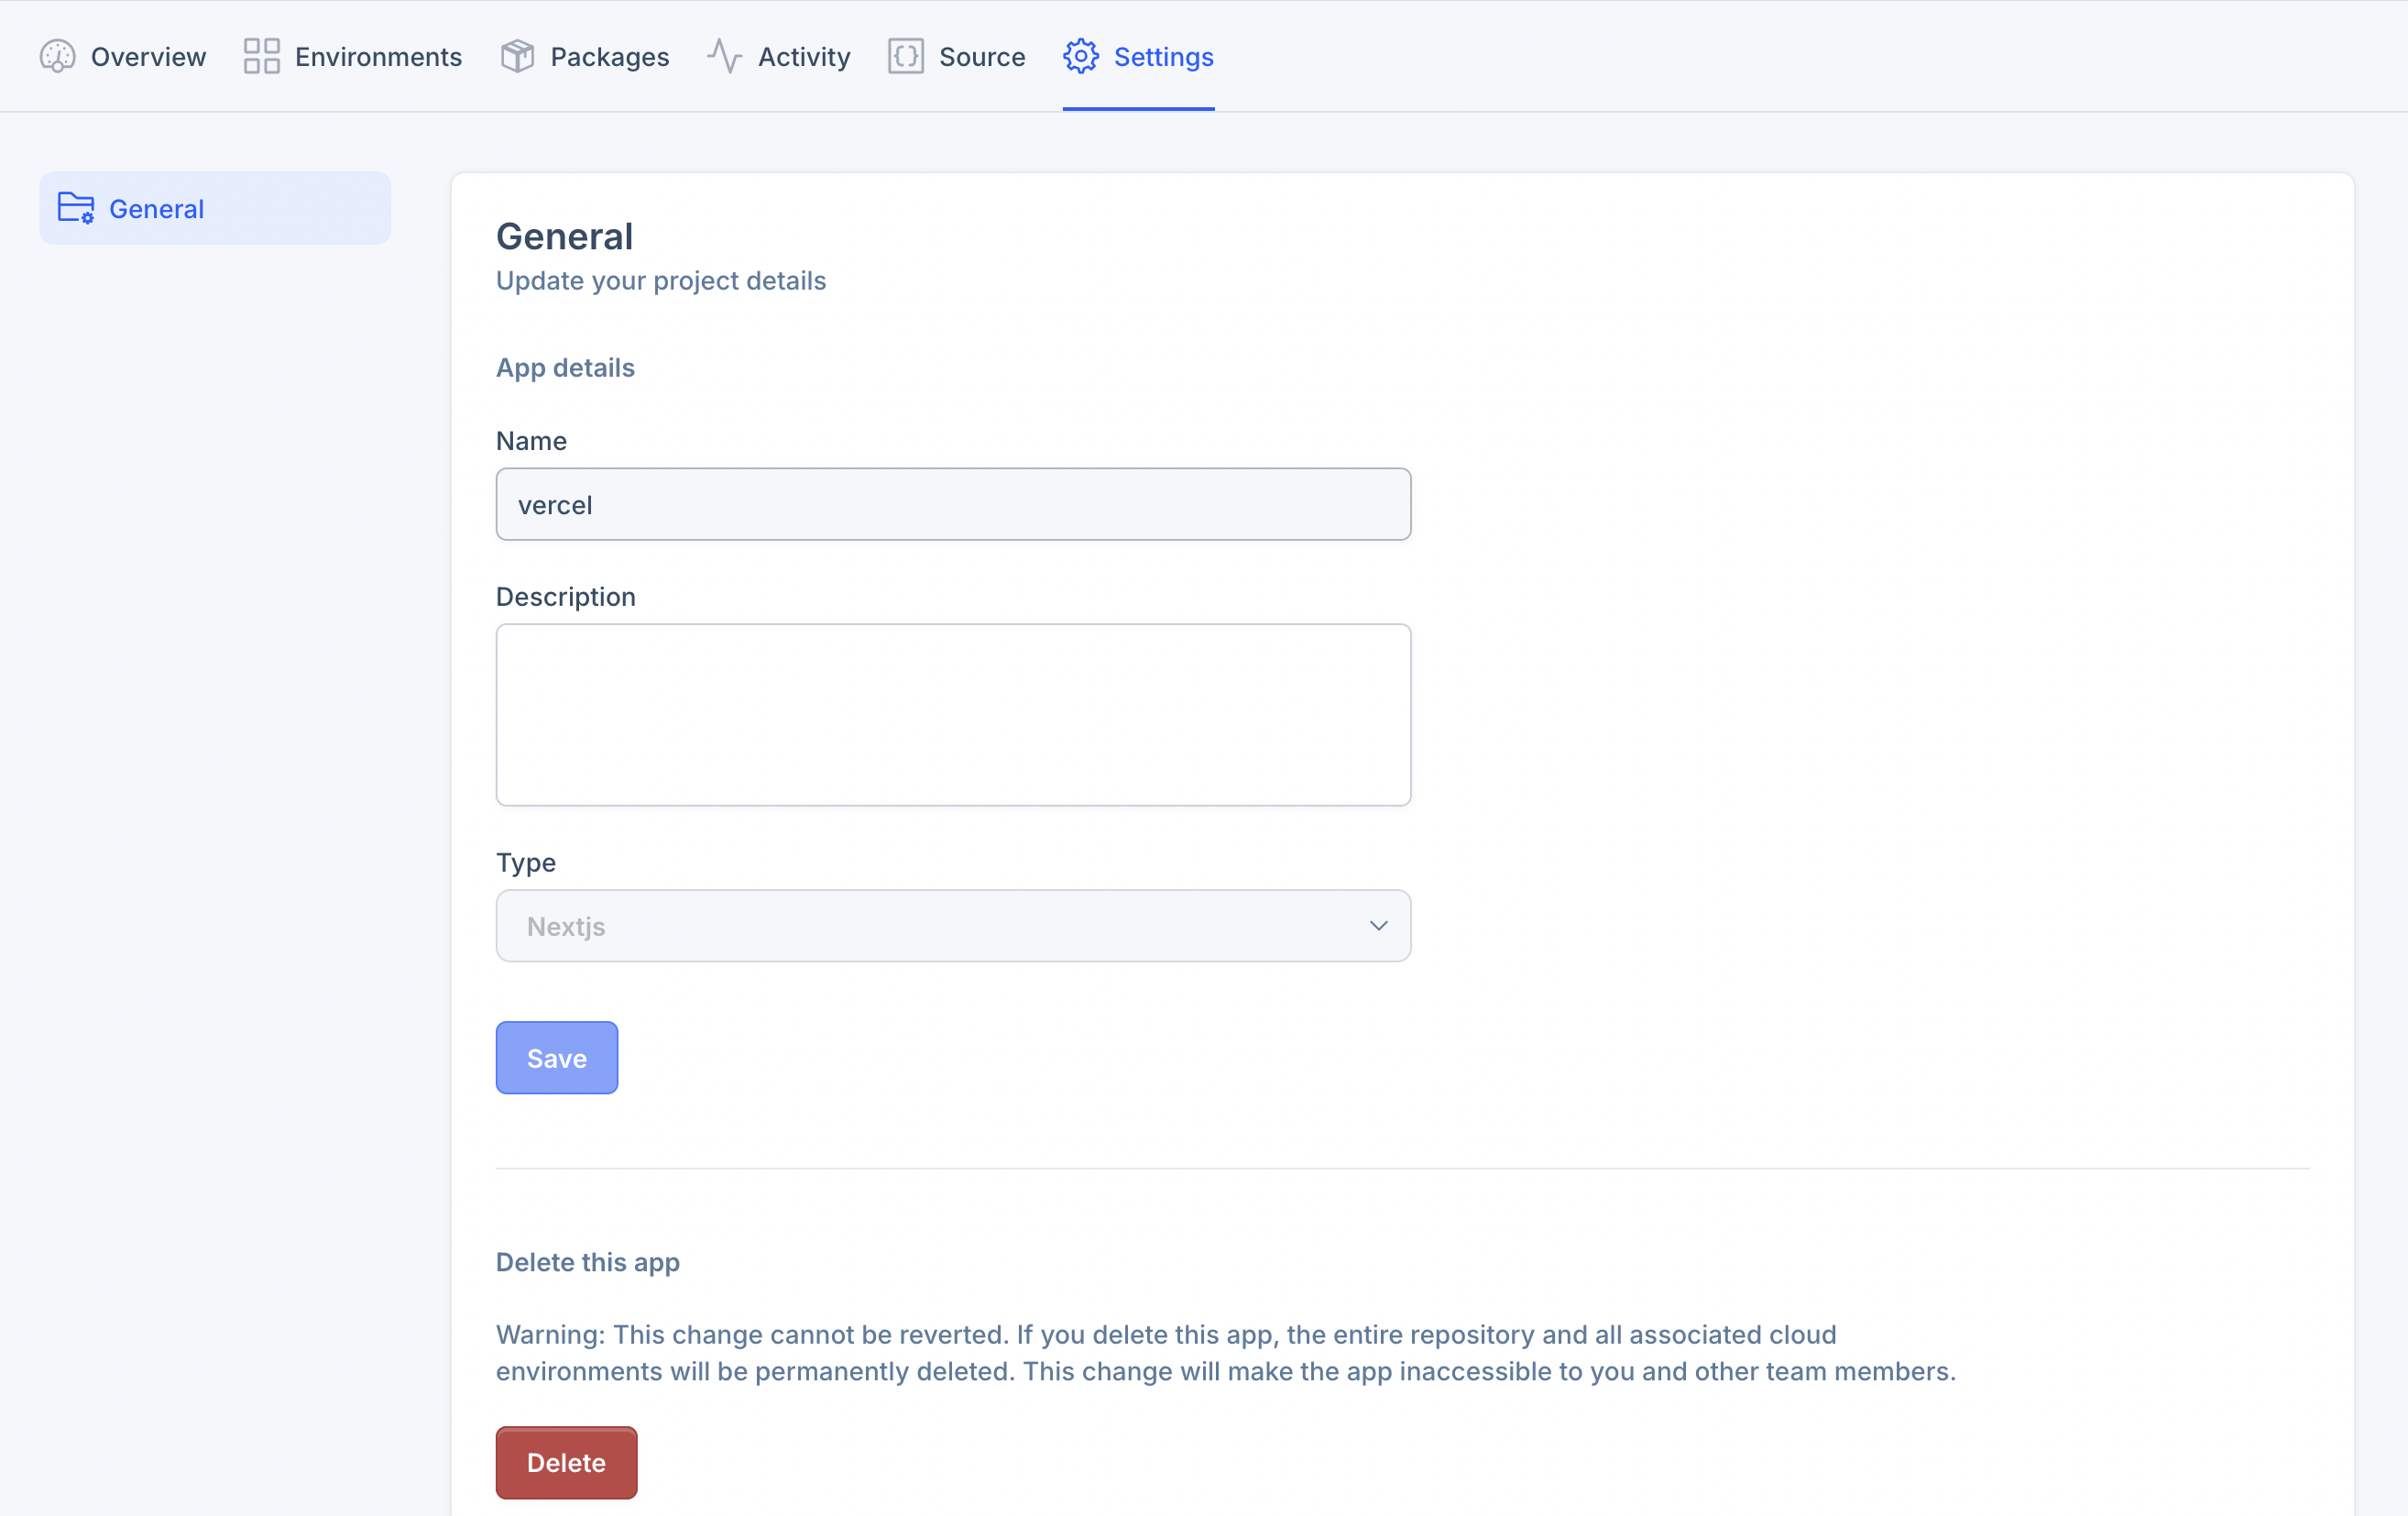 Overview Environments Packages Activity Source Settings
General
General
Update your project details
App details
Name
vercel
Description
Type
Nextjs
Save
Delete this app
Warning: This change cannot be reverted. If you delete this app, the entire repository and all associated cloud
environments will be permanently deleted. This change will make the app inaccessible to you and other team members.
Delete